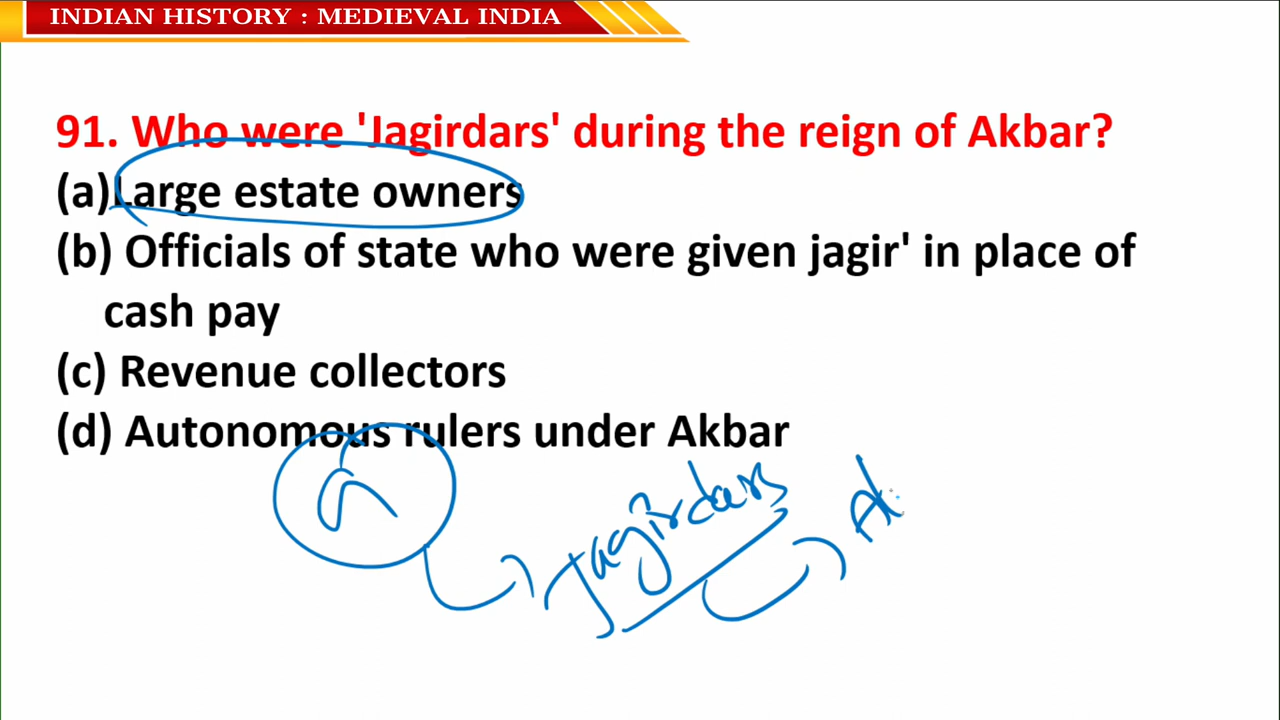 INDIAN HISTORY : MEDIEVAL INDIA
91. Who were 'Jagirdars' during the reign of Akbar?
(a)Large estate owners
(b) Officials of state who were given jagir' in place of
cash pay
(c) Revenue collectors
(d) Autonomous rulers under Akbar
a
Jagirdars